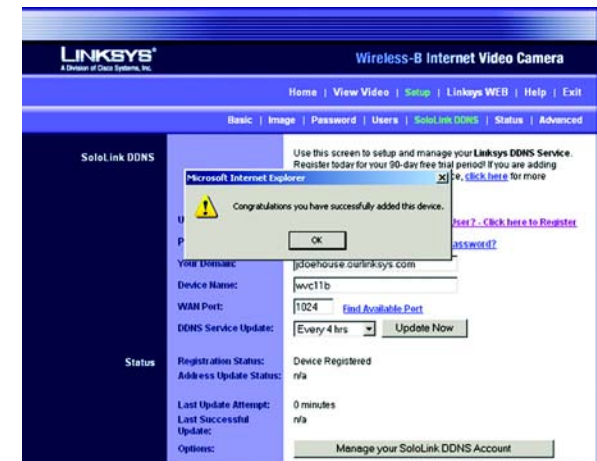 LINKSYS®
A Division of Cisco Systems, Inc.
Wireless-B Internet Video Camera
Home | View Video | Setup | Linksys WEB | Help | Exit
Basic | Image | Password | Users | SoloLink DDNS | Status | Advanced
SoloLink DDNS
Use this screen to setup and manage your Linksys DDNS Service.
Register today for your 90-day free trial period! If you are adding
click here for more
Microsoft Internet Explorer
Congratulations you have successfully added this device.
OK
User? - Click here to Register
Your Domain: jdoehouse.ourlinksys.com
Device Name: wvc11b
WAN Port: 1024 Find Available Port
DDNS Service Update: Every 4 hrs Update Now
Status
Registration Status: Device Registered
Address Update Status: n/a
Last Update Attempt: 0 minutes
Last Successful Update: n/a
Options: Manage your SoloLink DDNS Account